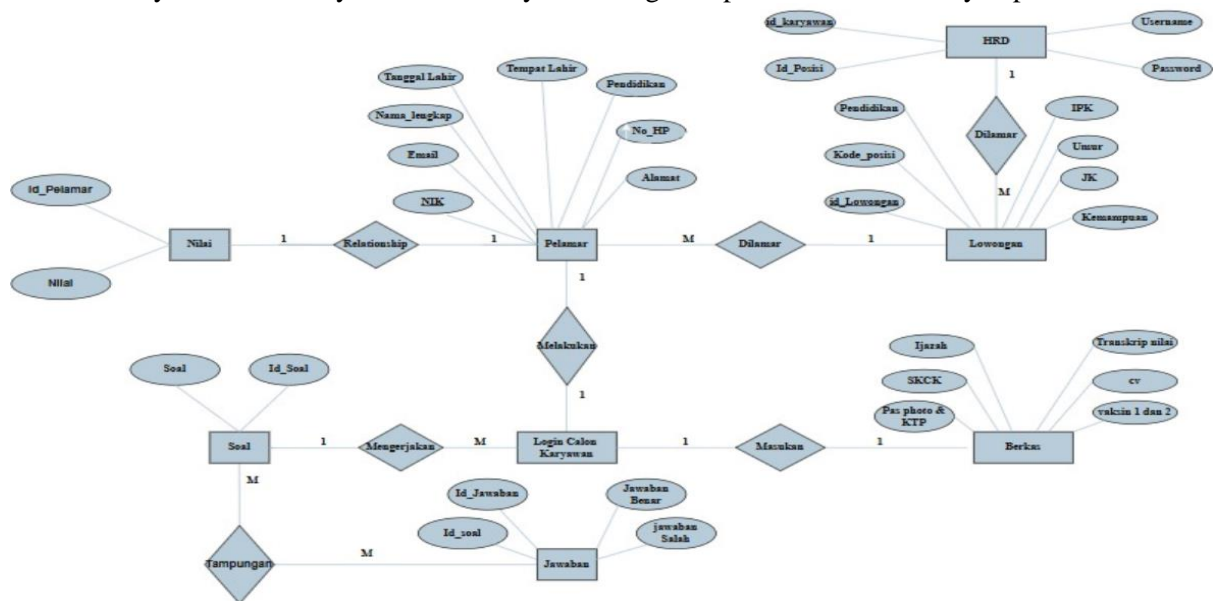 id_karyawan
HRD
Username
Id_Posisi
Password
1
Tanggal Lahir
Tempat Lahir
Pendidikan
Nama_lengkap
No_HP
Email
Alamat
NIK
Pendidikan
Dilamar
IPK
Kode_posisi
Umur
JK
id_Lowongan
M
Kemampuan
Id_Pelamar
Nilai
1
Relationship
1
Pelamar
M
Dilamar
1
Lowongan
Nilai
1
Melakukan
1
Soal
Id_Soal
Ijazah
Transkrip nilai
SKCK
cv
Pas photo &
KTP
vaksin 1 dan 2
Soal
1
Mengerjakan
M
Login Calon
Karyawan
1
Masukan
1
Berkas
M
Id_Jawaban
Jawaban
Benar
Id_soal
jawaban
Salah
Tampungan
M
Jawaban